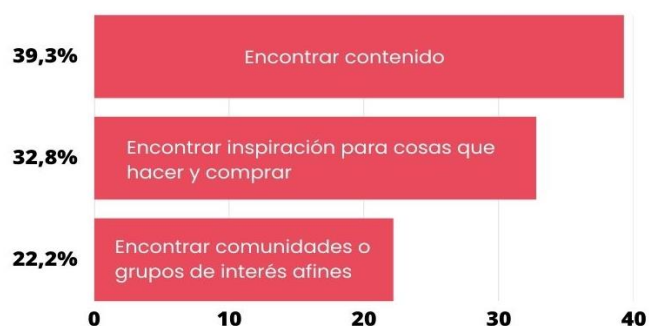 39,3%
Encontrar contenido
32,8%
Encontrar inspiración para cosas que
hacer y comprar
22,2%
Encontrar comunidades o
grupos de interés afines
0 10 20 30 40